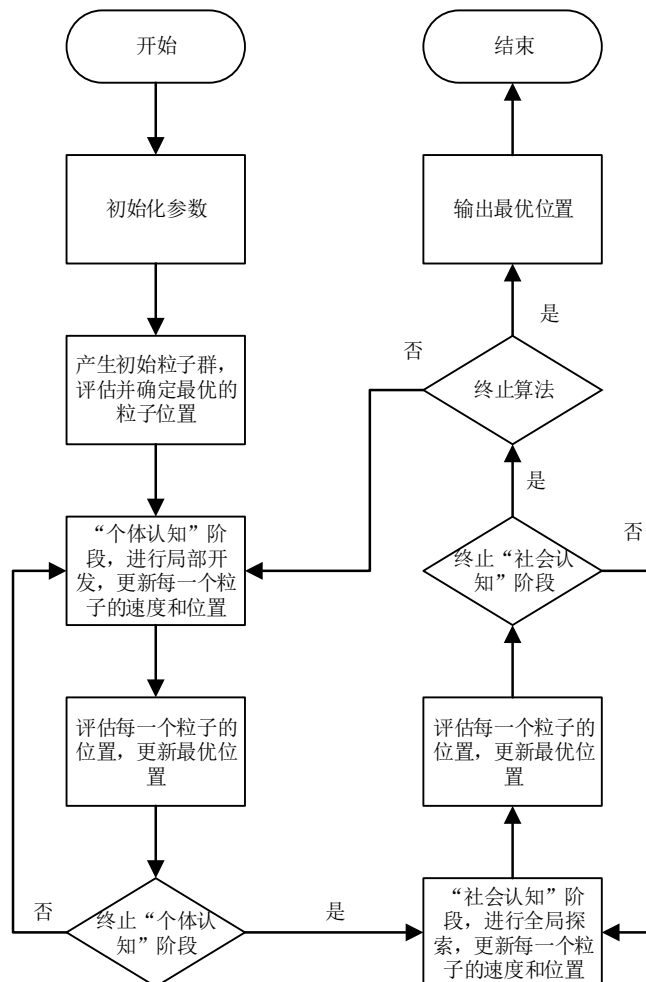 开始
初始化参数
产生初始粒子群，
评估并确定最优的
粒子位置
“个体认知”阶
段，进行局部开
发，更新每一个粒
子的速度和位置
评估每一个粒子的
位置，更新最优位
置
否
终止“个体认
知”阶段
是
“社会认知”阶
段，进行全局探
索，更新每一个粒
子的速度和位置
评估每一个粒子的
位置，更新最优位
置
终止“社会认
知”阶段
否
是
终止算法
否
是
输出最优位置
结束